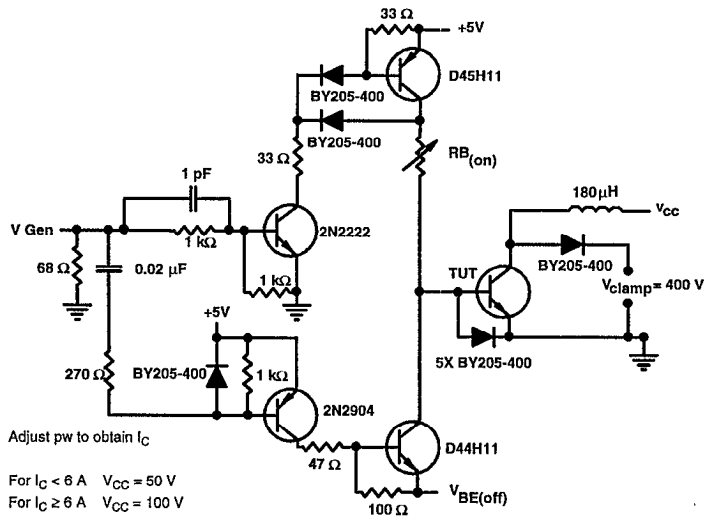 33 Ω
+5V
D45H11
BY205-400
BY205-400
33 Ω
RB(on)
1 pF
180μH
vCC
V Gen
1 kΩ
2N2222
BY205-400
68 Ω
0.02 μF
1 kΩ
TUT
Vclamp= 400 V
+5V
5X BY205-400
270 Ω
BY205-400
1 kΩ
2N2904
Adjust pw to obtain IC
D44H11
47 Ω
For IC < 6 A VCC = 50 V
VBE(off)
For IC ≥ 6 A VCC = 100 V
100 Ω